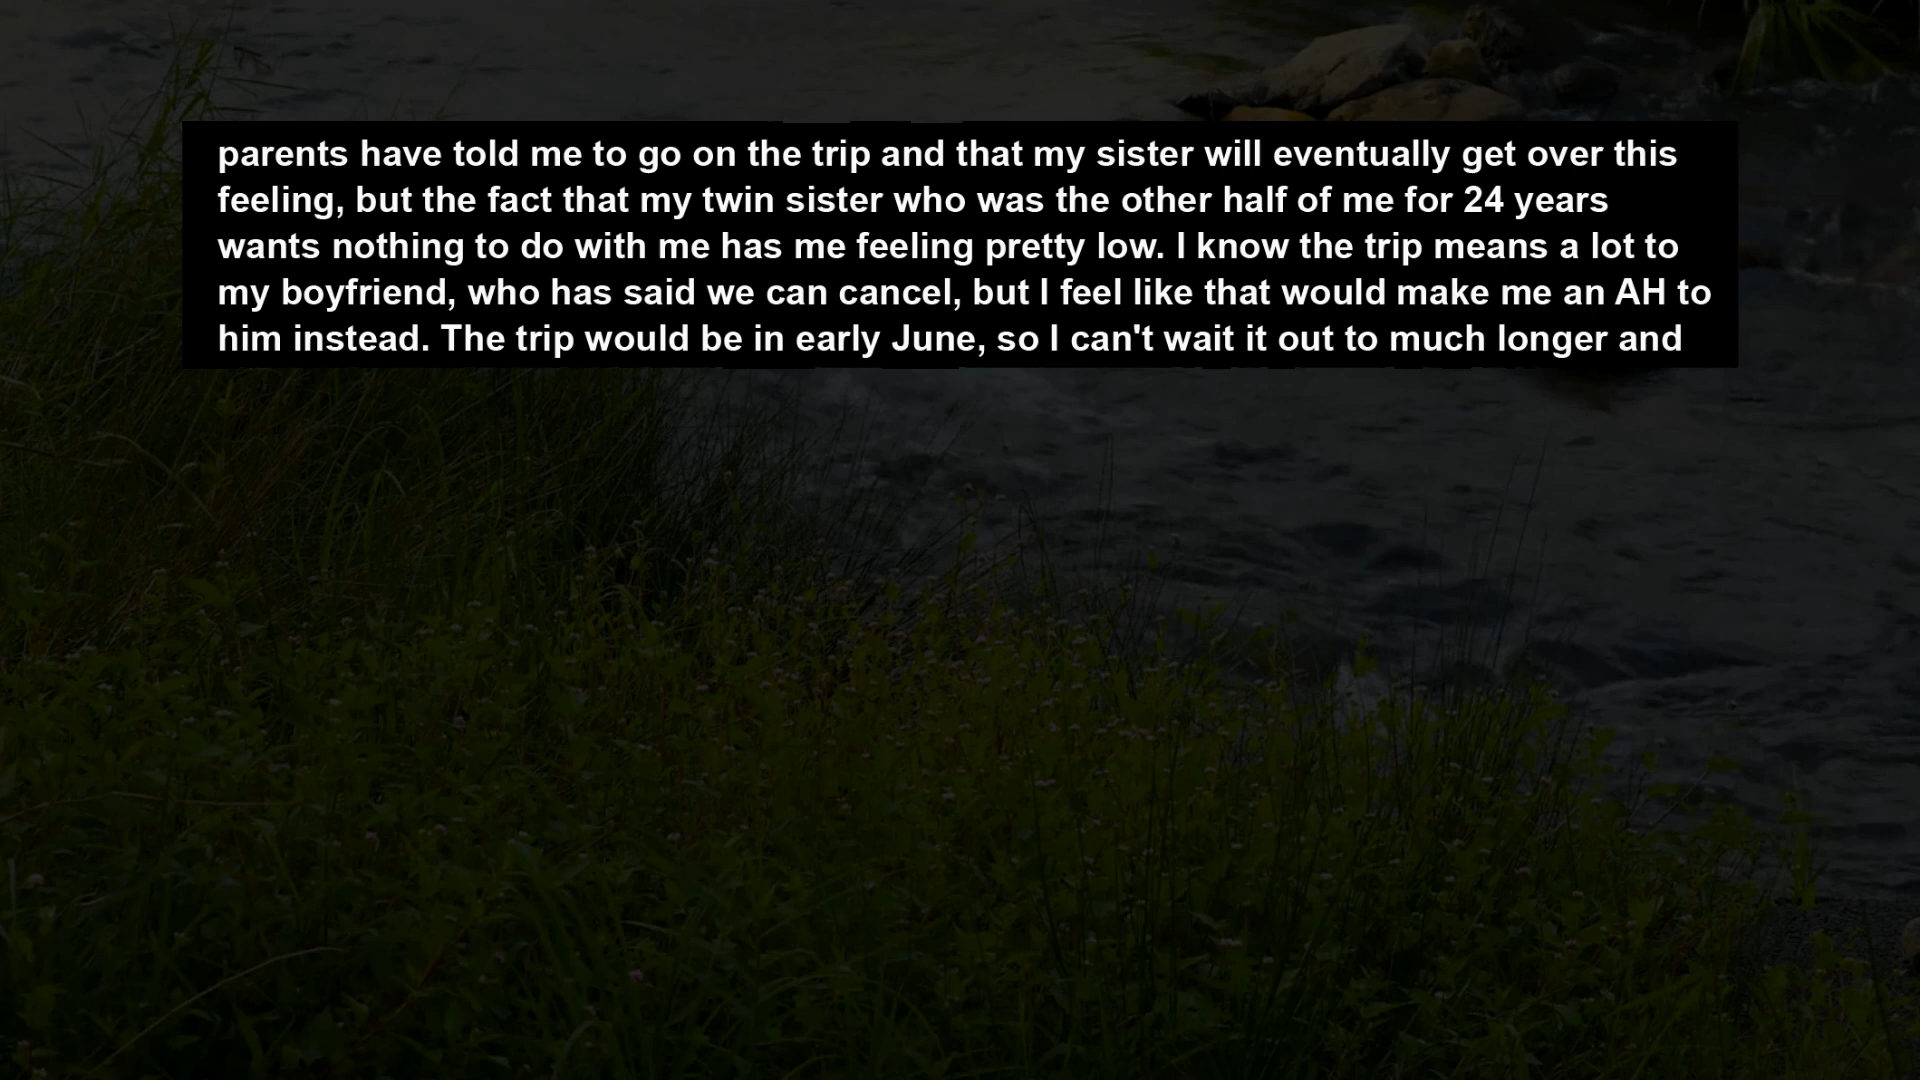 parents have told me to go on the trip and that my sister will eventually get over this
feeling, but the fact that my twin sister who was the other half of me for 24 years
wants nothing to do with me has me feeling pretty low. I know the trip means a lot to
my boyfriend, who has said we can cancel, but I feel like that would make me an AH to
him instead. The trip would be in early June, so I can't wait it out to much longer and